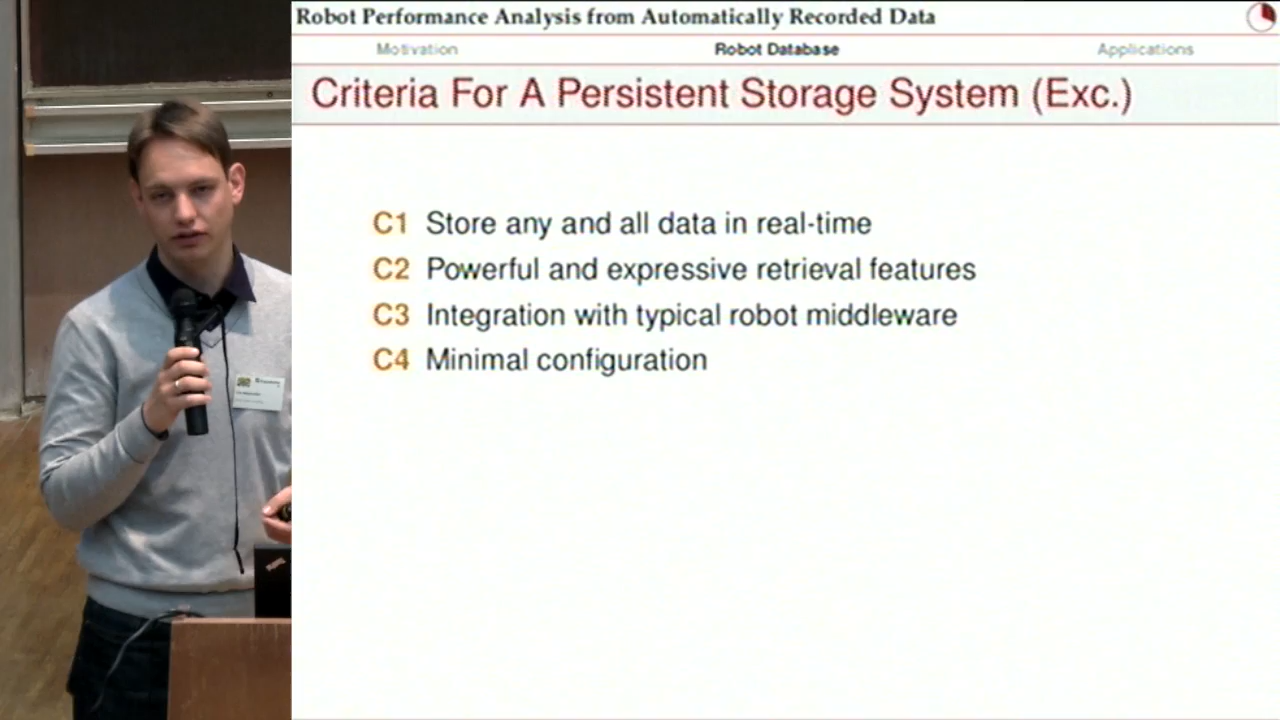 Robot Performance Analysis from Automatically Recorded Data
Motivation Robot Database Applications
Criteria For A Persistent Storage System (Exc.)
C1 Store any and all data in real-time
C2 Powerful and expressive retrieval features
C3 Integration with typical robot middleware
C4 Minimal configuration